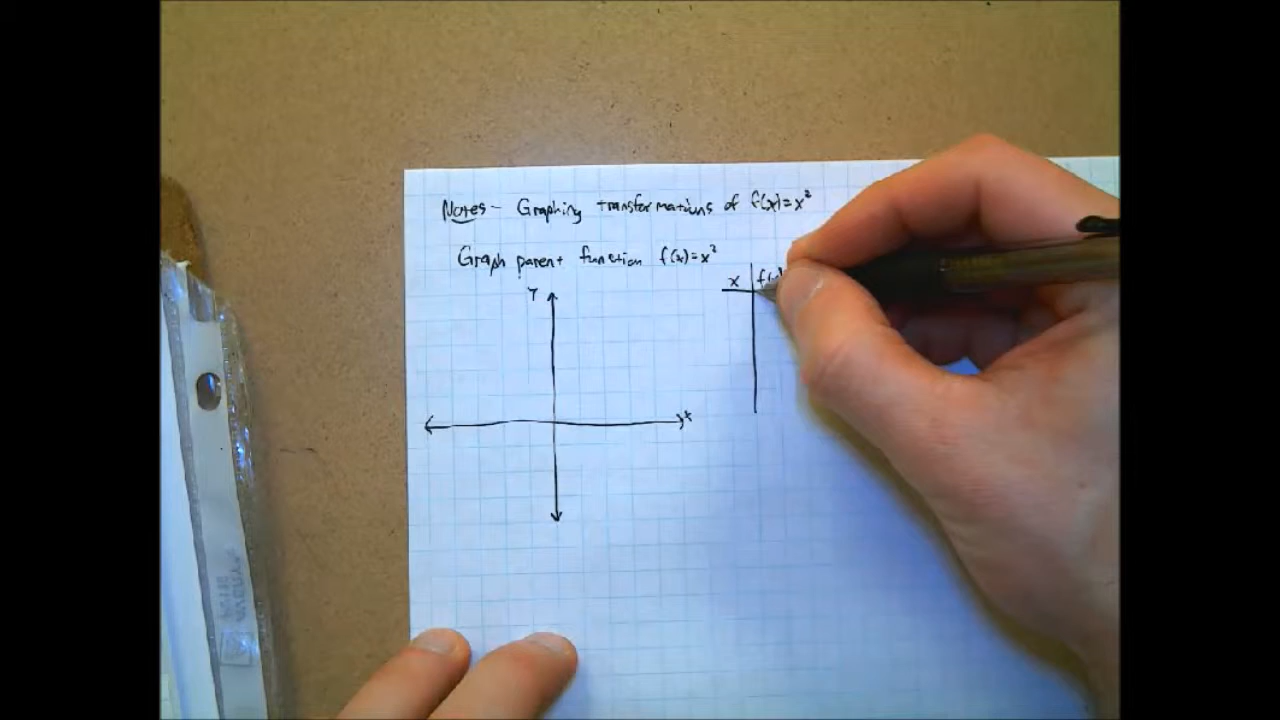 Notes - Graphing transformations of f(x)=x²
Graph parent function f(x)=x²
x f(x)
Y
x